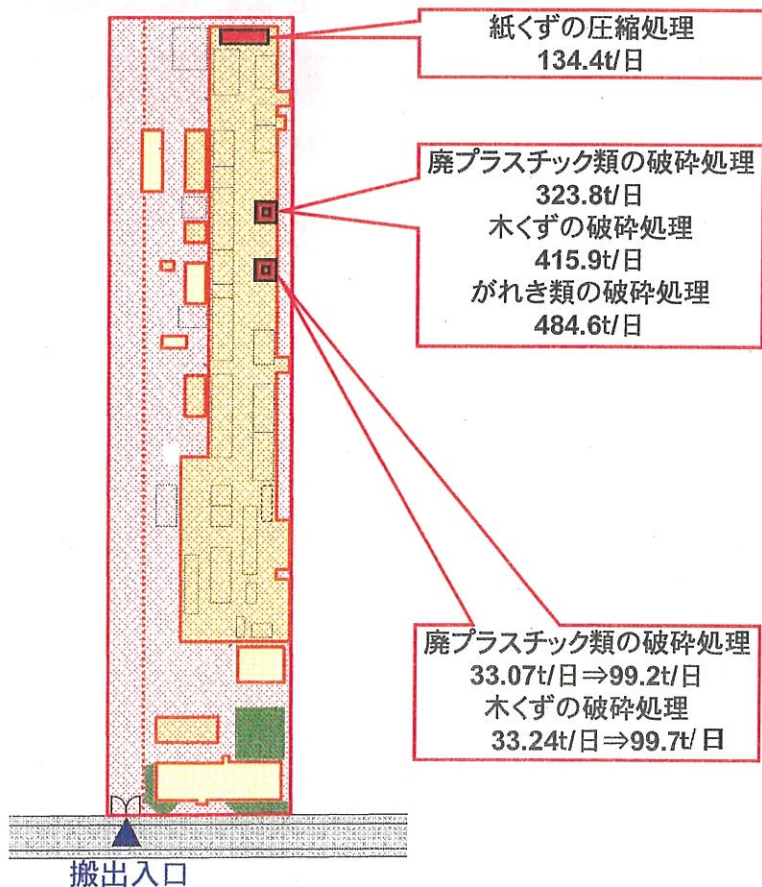 紙くずの圧縮処理
134.4t/日
廃プラスチック類の破砕処理
323.8t/日
木くずの破砕処理
415.9t/日
がれき類の破砕処理
484.6t/日
廃プラスチック類の破砕処理
33.07t/日⇒99.2t/日
木くずの破砕処理
33.24t/日⇒99.7t/日
搬出入口